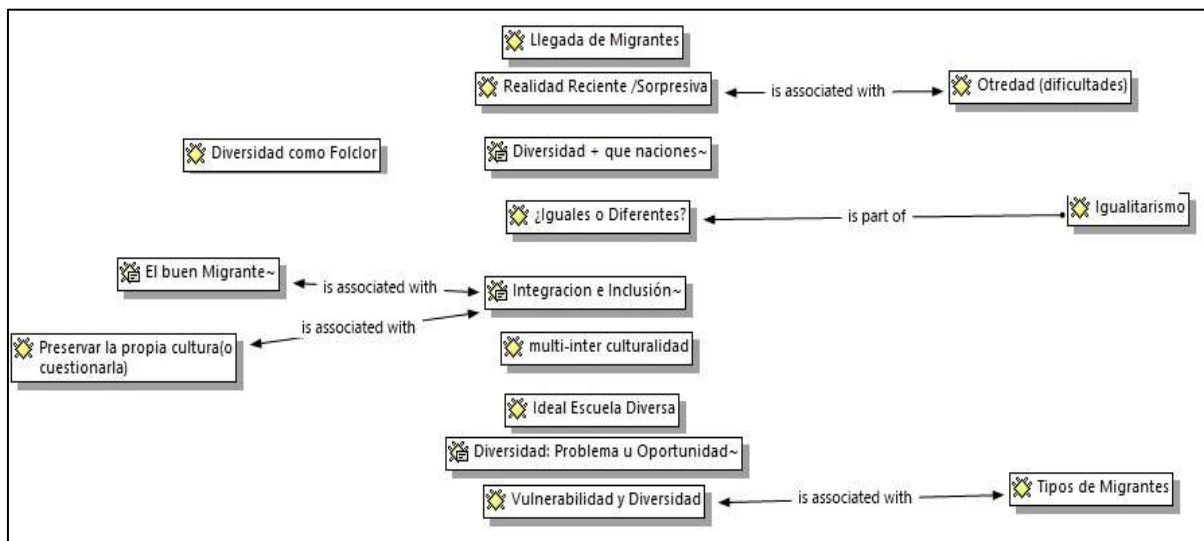 Llegada de Migrantes
Realidad Reciente /Sorpresiva
is associated with
Otredad (dificultades)
Diversidad como Folclor
Diversidad + que naciones~
¿Iguales o Diferentes?
is part of
Igualitarismo
El buen Migrante~
is associated with
Integracion e Inclusión~
is associated with
Preservar la propia cultura(o
cuestionarla)
multi-inter culturalidad
Ideal Escuela Diversa
Diversidad: Problema u Oportunidad~
Vulnerabilidad y Diversidad
is associated with
Tipos de Migrantes